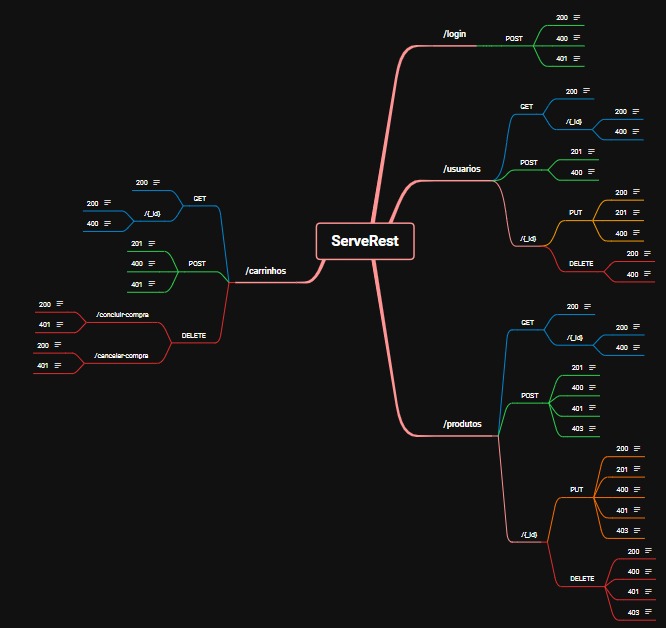 ServeRest
/login
POST
200
400
401
/usuarios
GET
200
/{_id}
200
400
POST
201
400
/{_id}
PUT
200
201
400
DELETE
200
400
/produtos
GET
200
/{_id}
200
400
POST
201
400
401
403
/{_id}
PUT
200
201
400
401
403
DELETE
200
400
401
403
/carrinhos
GET
200
/{_id}
200
400
POST
201
400
401
DELETE
/concluir-compra
200
401
/cancelar-compra
200
401